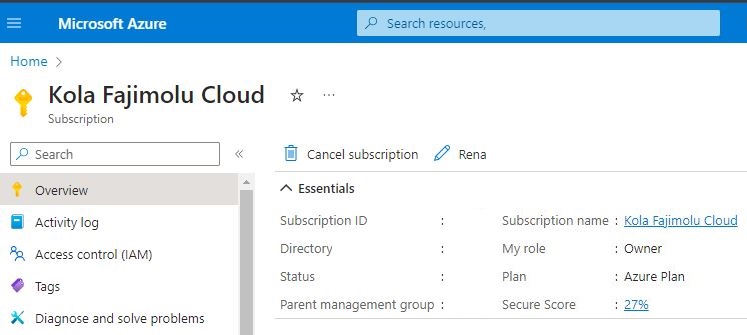 Microsoft Azure
Search resources,
Home >
Kola Fajimolu Cloud
Subscription
Search
«
Cancel subscription
Rena
Overview
Essentials
Activity log
Subscription ID :
Subscription name : Kola Fajimolu Cloud
Access control (IAM)
Directory :
My role : Owner
Tags
Status :
Plan : Azure Plan
Diagnose and solve problems
Parent management group :
Secure Score : 27%